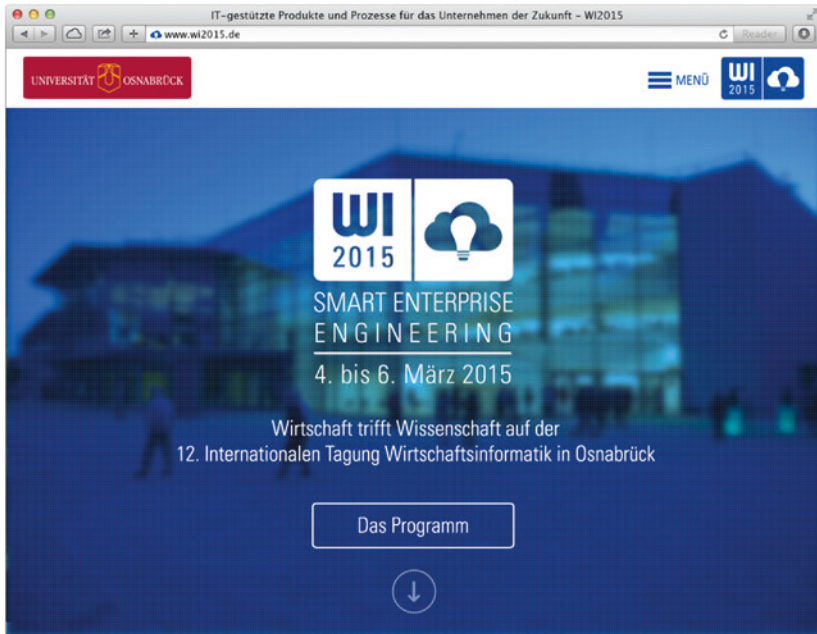 IT-gestützte Produkte und Prozesse für das Unternehmen der Zukunft – WI2015
www.wi2015.de
Reader
UNIVERSITÄT OSNABRÜCK
MENÜ
WI
2015
WI
2015
SMART ENTERPRISE
ENGINEERING
4. bis 6. März 2015
Wirtschaft trifft Wissenschaft auf der
12. Internationalen Tagung Wirtschaftsinformatik in Osnabrück
Das Programm